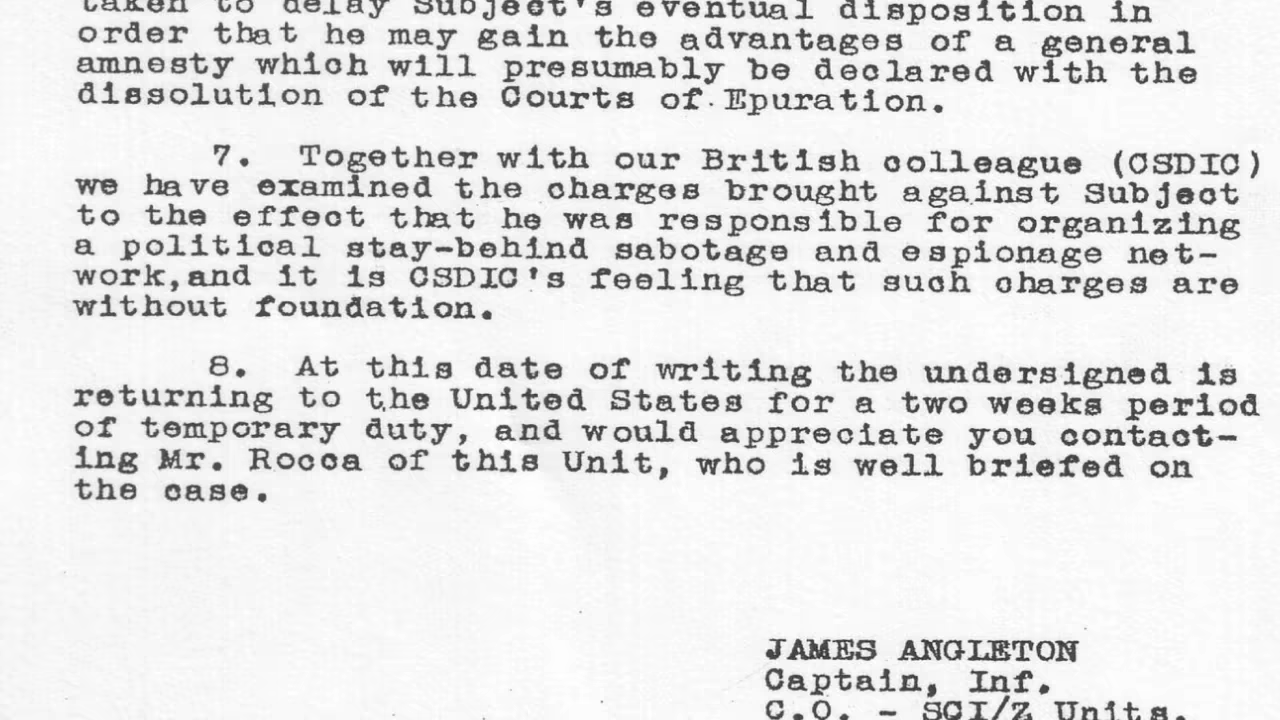 taken to delay Subject's eventual disposition in
order that he may gain the advantages of a general
amnesty which will presumably be declared with the
dissolution of the Courts of Epuration.
7. Together with our British colleague (CSDIC)
we have examined the charges brought against Subject
to the effect that he was responsible for organizing
a political stay-behind sabotage and espionage net-
work,and it is CSDIC's feeling that such charges are
without foundation.
8. At this date of writing the undersigned is
returning to the United States for a two weeks period
of temporary duty, and would appreciate you contact-
ing Mr. Rocca of this Unit, who is well briefed on
the case.
JAMES ANGLETON
Captain, Inf.
C.O. - SCI/Z Units.